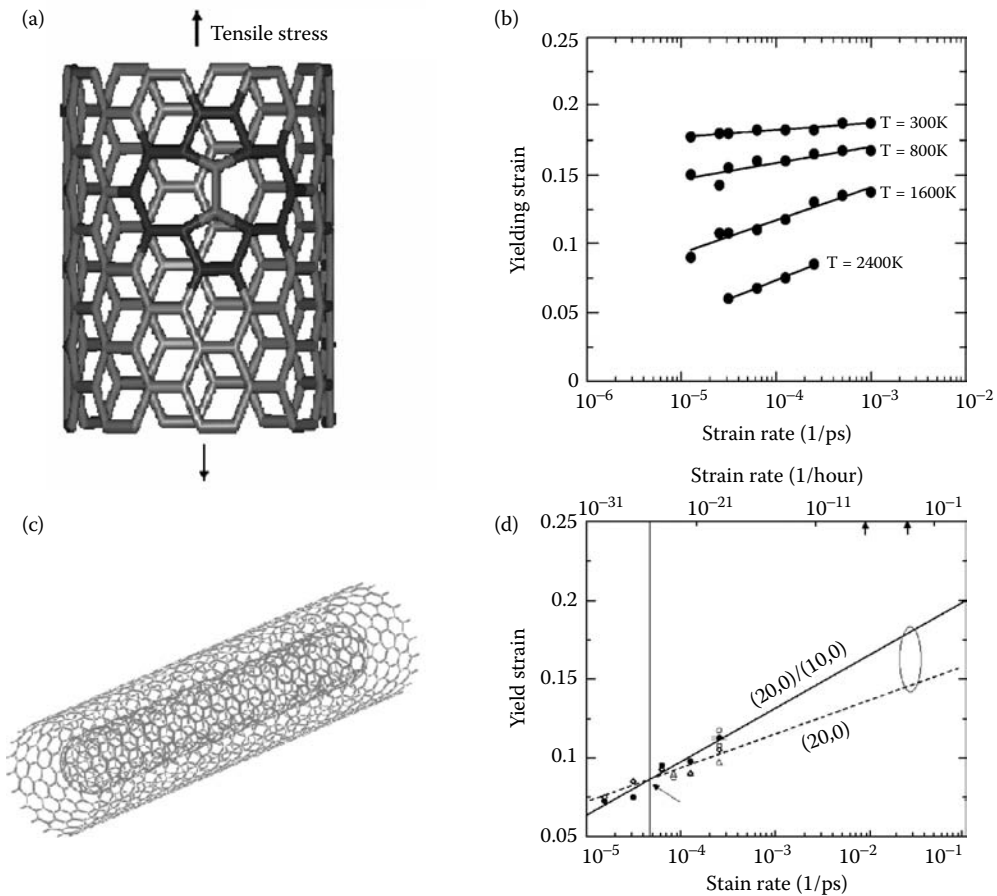 (a)
Tensile stress
(b)
0.25
0.2
0.15
0.1
0.05
0
Yielding strain
T = 300K
T = 800K
T = 1600K
T = 2400K
10⁻⁶
10⁻⁵
10⁻⁴
10⁻³
10⁻²
Strain rate (1/ps)
(c)
(d)
Strain rate (1/hour)
10⁻³¹
10⁻²¹
10⁻¹¹
10⁻¹
0.25
0.2
0.15
0.1
0.05
Yield strain
(20,0)/(10,0)
(20,0)
10⁻⁵
10⁻⁴
10⁻³
10⁻²
10⁻¹
Stain rate (1/ps)